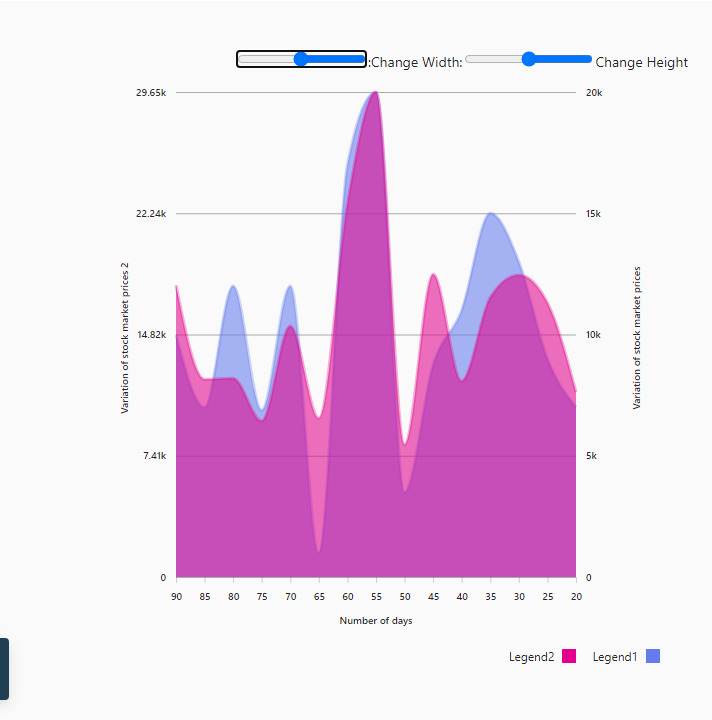 :Change Width: Change Height
29.65k 20k
22.24k 15k
14.82k 10k
7.41k 5k
0 0
Variation of stock market prices 2
Variation of stock market prices
90 85 80 75 70 65 60 55 50 45 40 35 30 25 20
Number of days
Legend2 Legend1